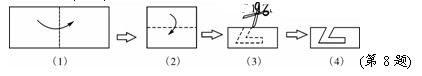 (1) (2) (3) (4) (第 8 题)